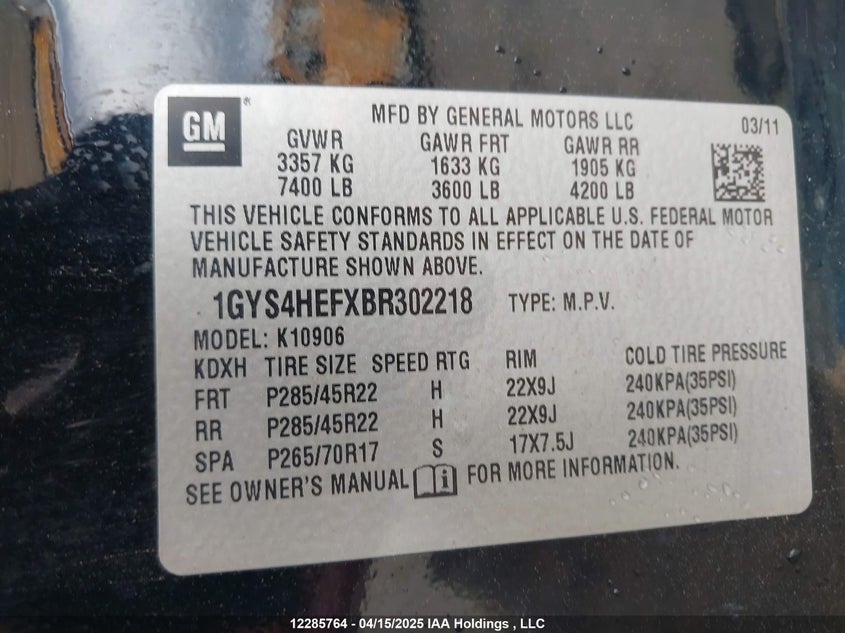 GM®
MFD BY GENERAL MOTORS LLC 03/11
GVWR GAWR FRT GAWR RR
3357 KG 1633 KG 1905 KG
7400 LB 3600 LB 4200 LB
THIS VEHICLE CONFORMS TO ALL APPLICABLE U.S. FEDERAL MOTOR
VEHICLE SAFETY STANDARDS IN EFFECT ON THE DATE OF
MANUFACTURE SHOWN ABOVE.
1GYS4HEFXBR302218 TYPE: M.P.V.
MODEL: K10906
KDXH TIRE SIZE SPEED RTG RIM COLD TIRE PRESSURE
FRT P285/45R22 H 22X9J 240KPA(35PSI)
RR P285/45R22 H 22X9J 240KPA(35PSI)
SPA P265/70R17 S 17X7.5J 240KPA(35PSI)
SEE OWNER'S MANUAL FOR MORE INFORMATION.
12285764 - 04/15/2025 IAA Holdings , LLC